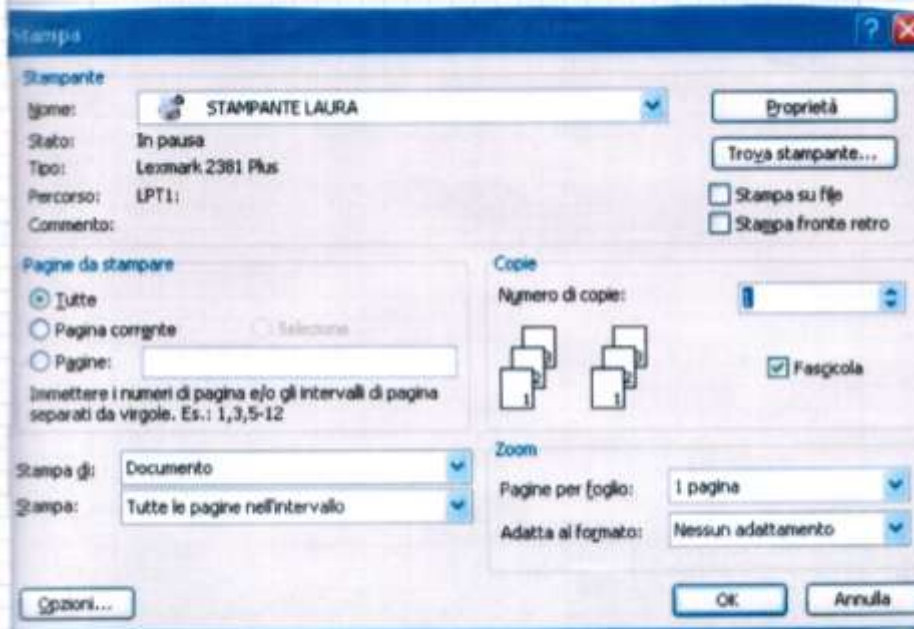 Stampa
Stampante
Nome: STAMPANTE LAURA
Proprietà
Stato: In pausa
Tipo: Lexmark 2381 Plus
Trova stampante...
Percorso: LPT1:
Stampa su file
Commento:
Stampa fronte retro
Pagine da stampare
Tutte
Pagina corrente
Selezione
Pagine:
Immettere i numeri di pagina e/o gli intervalli di pagina
separati da virgole. Es.: 1,3,5-12
Copie
Numero di copie: 1
Fascicola
Stampa di: Documento
Stampa: Tutte le pagine nell'intervallo
Zoom
Pagine per foglio: 1 pagina
Adatta al formato: Nessun adattamento
Opzioni...
OK
Annulla